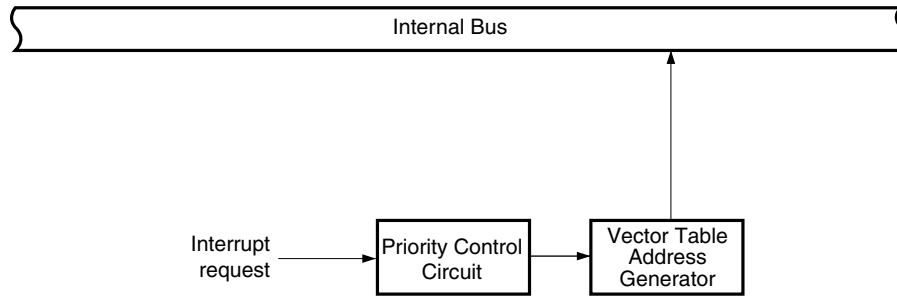 Internal Bus
Interrupt
request
Priority Control
Circuit
Vector Table
Address
Generator